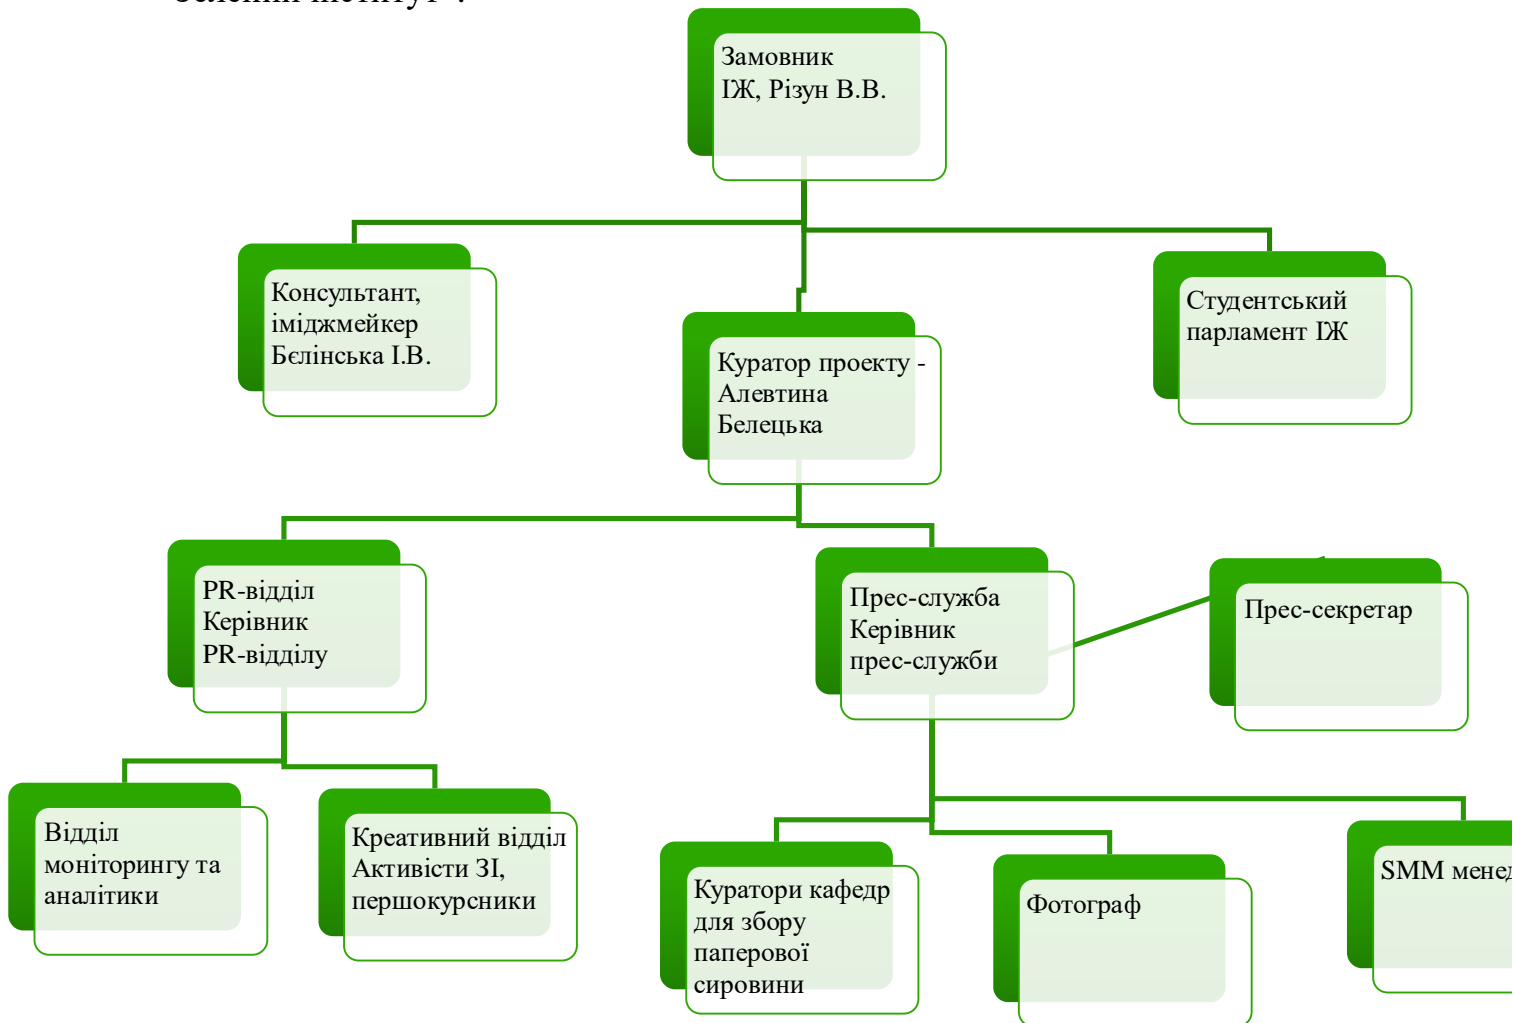 Замовник
ІЖ, Різун В.В.
Консультант,
іміджмейкер
Бєлінська І.В.
Куратор проекту -
Алевтина
Белецька
Студентський
парламент ІЖ
PR-відділ
Керівник
PR-відділу
Прес-служба
Керівник
прес-служби
Прес-секретар
Відділ
моніторингу та
аналітики
Креативний відділ
Активісти ЗІ,
першокурсники
Куратори кафедр
для збору
паперової
сировини
Фотограф
SMM